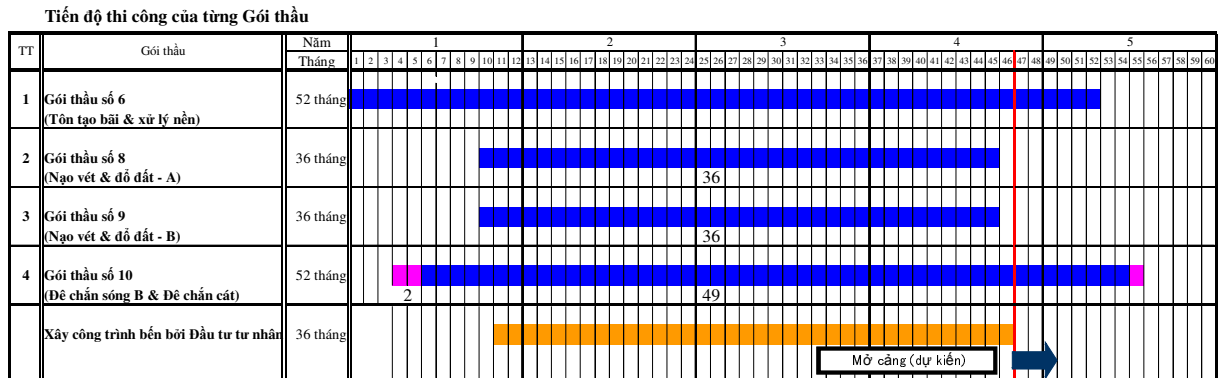 Tiến độ thi công của từng Gói thầu
TT Gói thầu Năm 1 2 3 4 5
Tháng 1 2 3 4 5 6 7 8 9 10 11 12 13 14 15 16 17 18 19 20 21 22 23 24 25 26 27 28 29 30 31 32 33 34 35 36 37 38 39 40 41 42 43 44 45 46 47 48 49 50 51 52 53 54 55 56 57 58 59 60
1 Gói thầu số 6 52 tháng
(Tôn tạo bãi & xử lý nền)
2 Gói thầu số 8 36 tháng
(Nạo vét & đổ đất - A) 36
3 Gói thầu số 9 36 tháng
(Nạo vét & đổ đất - B) 36
4 Gói thầu số 10 52 tháng
(Đê chắn sóng B & Đê chắn cát) 2 49
Xây công trình bến bởi Đầu tư tư nhân 36 tháng
Mở cảng (dự kiến)